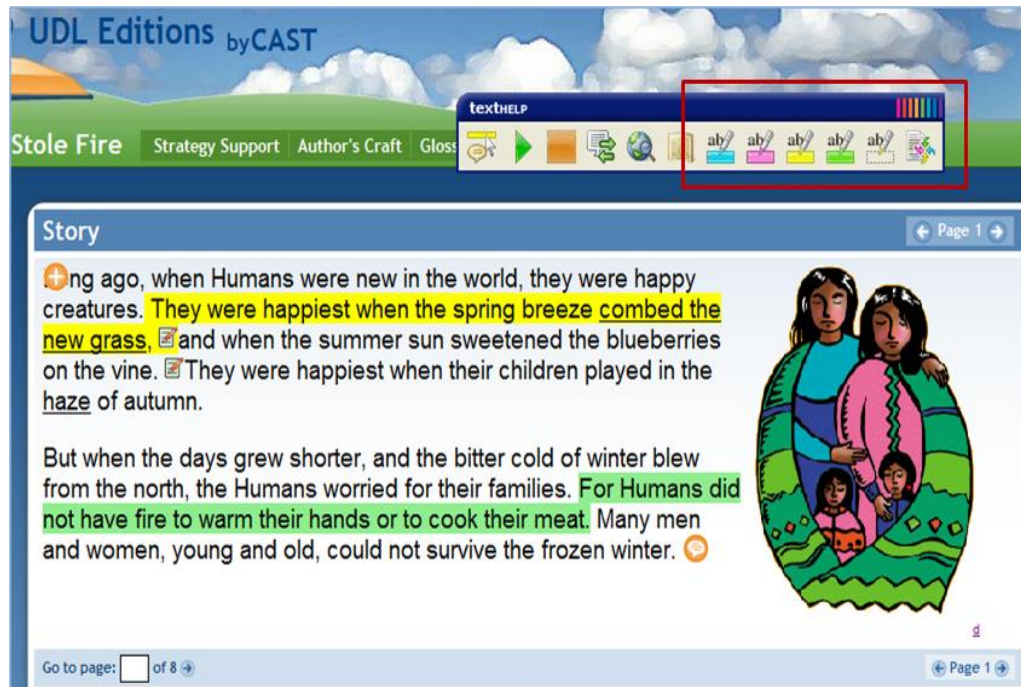 UDL Editions byCAST
textHELP
Stole Fire Strategy Support Author's Craft Glos
ab ab ab ab ab
Story
Page 1
ng ago, when Humans were new in the world, they were happy
creatures. They were happiest when the spring breeze combed the
new grass, and when the summer sun sweetened the blueberries
on the vine. They were happiest when their children played in the
haze of autumn.
But when the days grew shorter, and the bitter cold of winter blew
from the north, the Humans worried for their families. For Humans did
not have fire to warm their hands or to cook their meat. Many men
and women, young and old, could not survive the frozen winter.
d
Go to page: of 8
Page 1